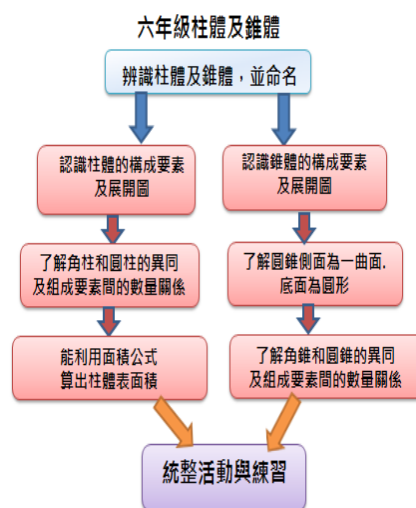 六年級柱體及錐體
辨識柱體及錐體，並命名
認識柱體的構成要素
及展開圖
了解角柱和圓柱的異同
及組成要素間的數量關係
能利用面積公式
算出柱體表面積
認識錐體的構成要素
及展開圖
了解圓錐側面為一曲面.
底面為圓形
了解角錐和圓錐的異同
及組成要素間的數量關係
統整活動與練習